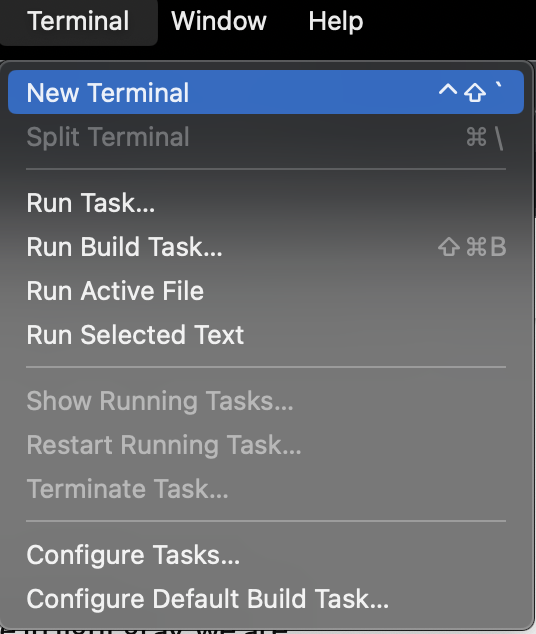 Terminal Window Help
New Terminal ^⇧`
Split Terminal ⌘\
Run Task...
Run Build Task... ⇧⌘B
Run Active File
Run Selected Text
Show Running Tasks...
Restart Running Task...
Terminate Task...
Configure Tasks...
Configure Default Build Task...